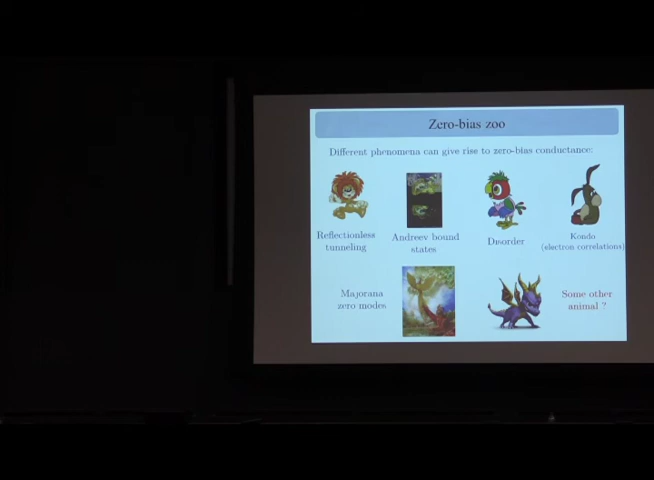 Zero-bias zoo
Different phenomena can give rise to zero-bias conductance:
Reflectionless
tunneling
Andreev bound
states
Disorder
Kondo
(electron correlations)
Majorana
zero modes
Some other
animal ?